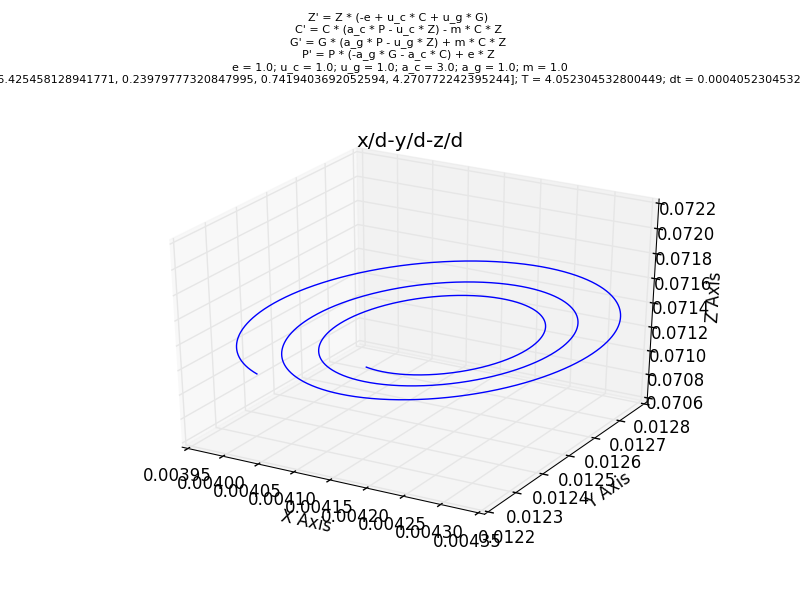 Z' = Z * (-e + u_c * C + u_g * G)
C' = C * (a_c * P - u_c * Z) - m * C * Z
G' = G * (a_g * P - u_g * Z) + m * C * Z
P' = P * (-a_g * G - a_c * C) + e * Z
e = 1.0; u_c = 1.0; u_g = 1.0; a_c = 3.0; a_g = 1.0; m = 1.0
.425458128941771, 0.23979777320847995, 0.7419403692052594, 4.270772242395244]; T = 4.052304532800449; dt = 0.0004052304532
x/d-y/d-z/d
0.0722
0.0720
0.0718
0.0716
0.0714
0.0712
0.0710
0.0708
0.0706
Z Axis
0.0128
0.0127
0.0126
0.0125
0.0124
0.0123
0.0122
Y Axis
0.00395
0.00400
0.00405
0.00410
0.00415
0.00420
0.00425
0.00430
0.00435
X Axis